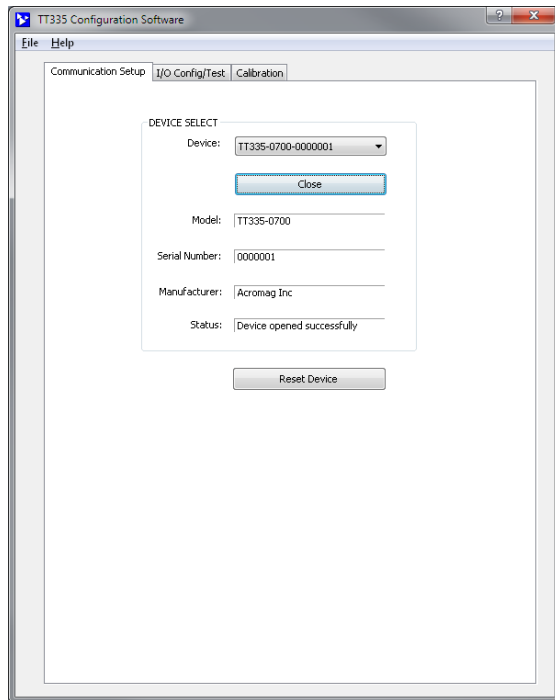 TT335 Configuration Software
File Help
Communication Setup I/O Config/Test Calibration
DEVICE SELECT
Device: TT335-0700-0000001
Close
Model: TT335-0700
Serial Number: 0000001
Manufacturer: Acromag Inc
Status: Device opened successfully
Reset Device